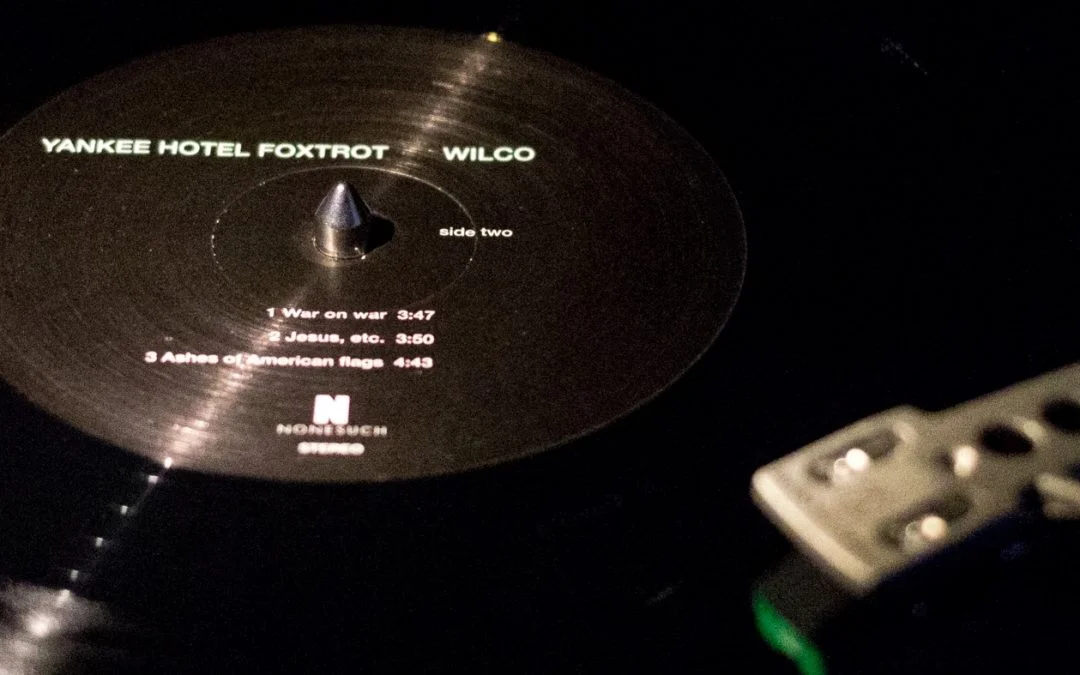 YANKEE HOTEL FOXTROT WILCO
side two
1 War on war 3:47
2 Jesus, etc. 3:50
3 Ashes of American flags 4:43
N
NONESUCH
STEREO